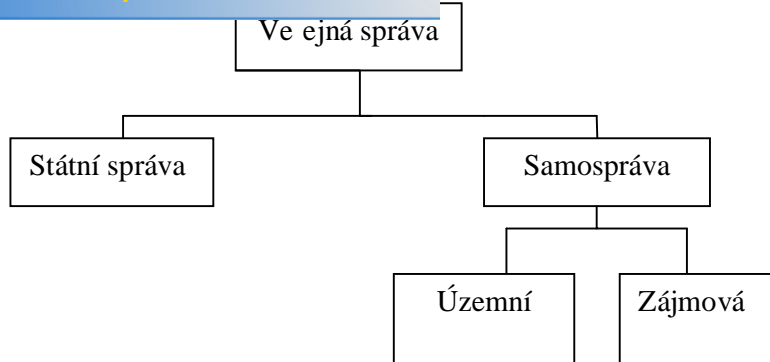 Ve ejná správa
Státní správa
Samospráva
Územní
Zájmová